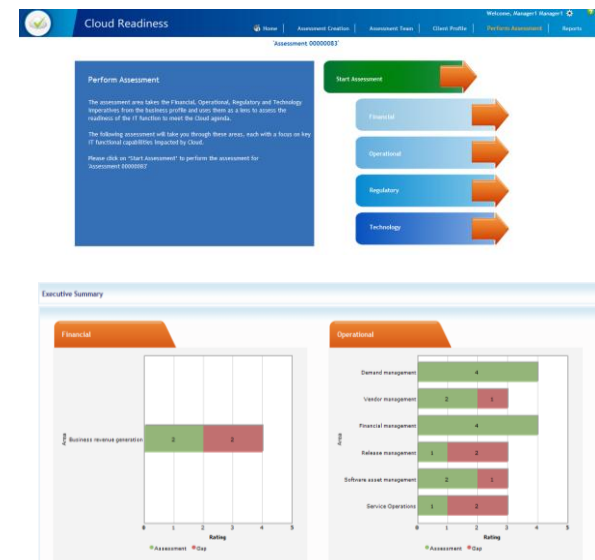 Welcome, Manager1 Manager1
Cloud Readiness
Home | Assessment Creation | Assessment Team | Client Profile | Perform Assessment | Reports
'Assessment 00000083'
Perform Assessment
The assessment area takes the Financial, Operational, Regulatory and Technology
Imperatives from the business profile and uses them as a lens to assess the
readiness of the IT function to meet the Cloud agenda.
The following assessment will take you through these areas, each with a focus on key
IT functional capabilities impacted by Cloud.
Please click on "Start Assessment" to perform the assessment for
'Assessment 00000083'
Start Assessment
Financial
Operational
Regulatory
Technology
Executive Summary
Financial
Area
Business revenue generation 2 2
0 1 2 3 4 5
Rating
Assessment Gap
Operational
Area
Demand management 4
Vendor management 2 1
Financial management 4
Release management 1 2
Software asset management 2 1
Service Operations 1 2
0 1 2 3 4 5
Rating
Assessment Gap